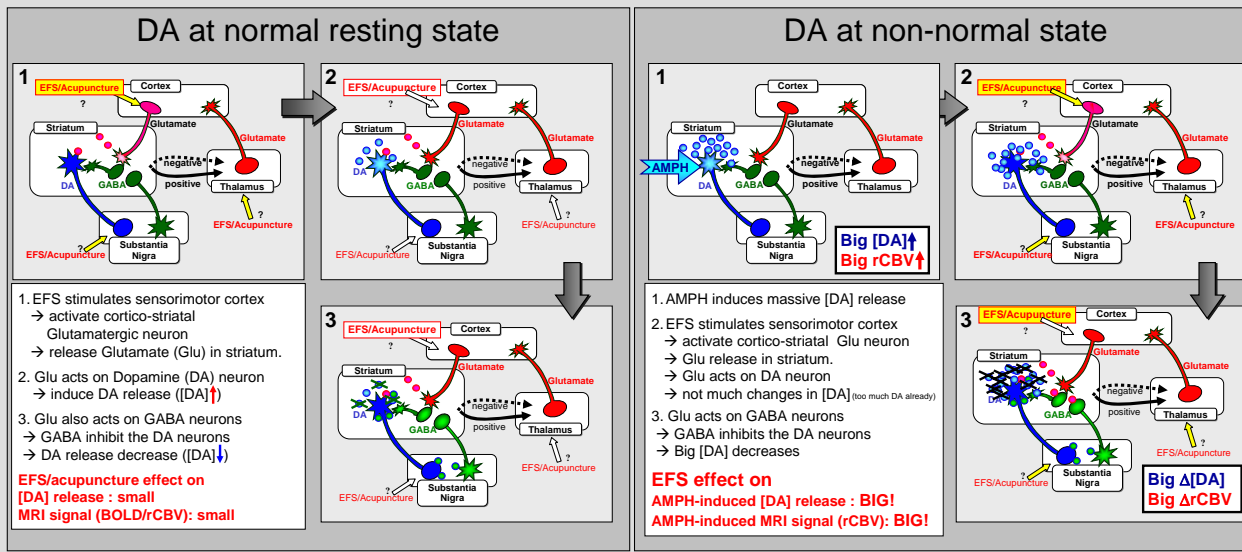 DA at normal resting state
1
EFS/Acupuncture
?
Cortex
Glutamate
Glutamate
Striatum
DA
GABA
negative
positive
Thalamus
?
EFS/Acupuncture
?
EFS/Acupuncture
Substantia
Nigra
2
EFS/Acupuncture
?
Cortex
Glutamate
Glutamate
Striatum
DA
GABA
negative
positive
Thalamus
?
EFS/Acupuncture
?
EFS/Acupuncture
Substantia
Nigra
1. EFS stimulates sensorimotor cortex
→ activate cortico-striatal
Glutamatergic neuron
→ release Glutamate (Glu) in striatum.
2. Glu acts on Dopamine (DA) neuron
→ induce DA release ([DA]↑)
3. Glu also acts on GABA neurons
→ GABA inhibit the DA neurons
→ DA release decrease ([DA]↓)
EFS/acupuncture effect on
[DA] release : small
MRI signal (BOLD/rCBV): small
3
EFS/Acupuncture
?
Cortex
Glutamate
Glutamate
Striatum
DA
GABA
negative
positive
Thalamus
?
EFS/Acupuncture
?
EFS/Acupuncture
Substantia
Nigra
DA at non-normal state
1
Cortex
Glutamate
Glutamate
Striatum
AMPH
DA
GABA
negative
positive
Thalamus
Substantia
Nigra
Big [DA]↑
Big rCBV↑
2
EFS/Acupuncture
?
Cortex
Glutamate
Glutamate
Striatum
DA
GABA
negative
positive
Thalamus
?
EFS/Acupuncture
?
EFS/Acupuncture
Substantia
Nigra
1. AMPH induces massive [DA] release
2. EFS stimulates sensorimotor cortex
→ activate cortico-striatal Glu neuron
→ Glu release in striatum.
→ Glu acts on DA neuron
→ not much changes in [DA] (too much DA already)
3. Glu acts on GABA neurons
→ GABA inhibits the DA neurons
→ Big [DA] decreases
EFS effect on
AMPH-induced [DA] release : BIG!
AMPH-induced MRI signal (rCBV): BIG!
3
EFS/Acupuncture
?
Cortex
Glutamate
Glutamate
Striatum
DA
GABA
negative
positive
Thalamus
?
EFS/Acupuncture
?
EFS/Acupuncture
Substantia
Nigra
Big Δ[DA]
Big ΔrCBV